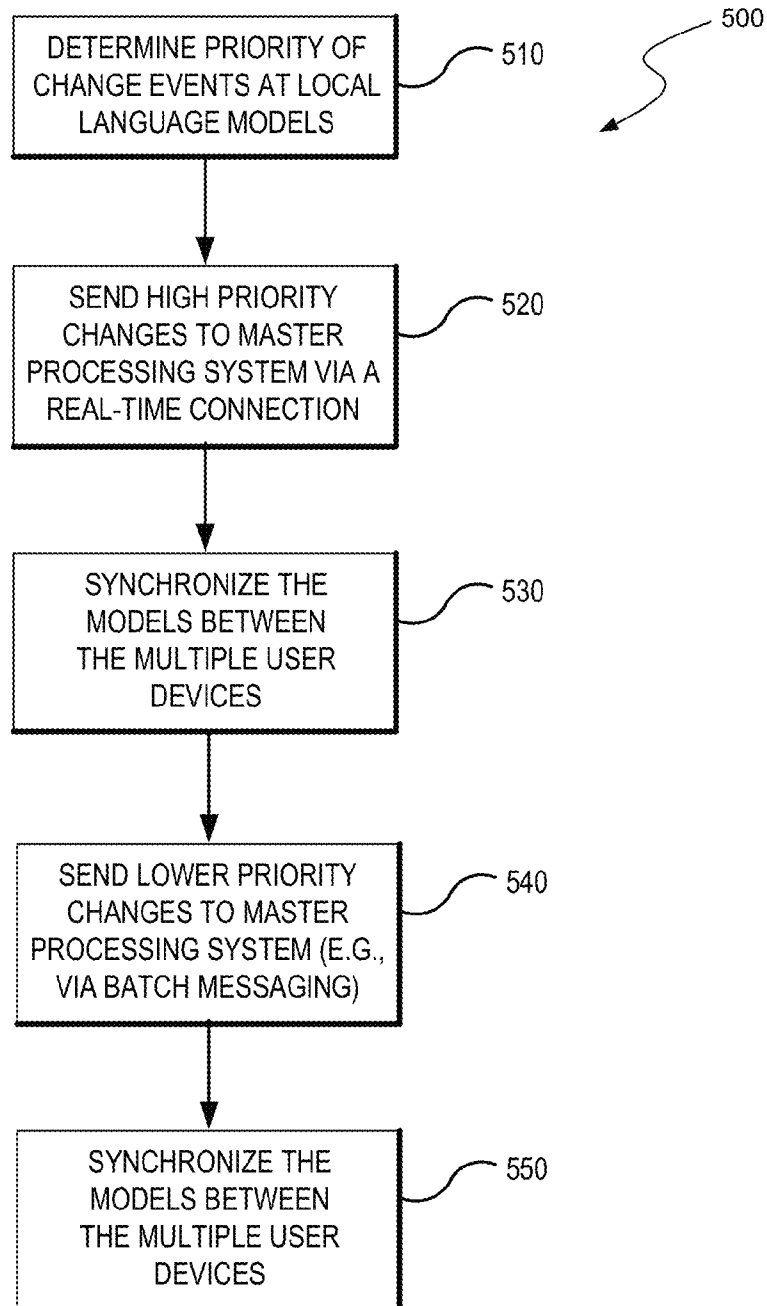 500
DETERMINE PRIORITY OF
CHANGE EVENTS AT LOCAL
LANGUAGE MODELS
510
SEND HIGH PRIORITY
CHANGES TO MASTER
PROCESSING SYSTEM VIA A
REAL-TIME CONNECTION
520
SYNCHRONIZE THE
MODELS BETWEEN
THE MULTIPLE USER
DEVICES
530
SEND LOWER PRIORITY
CHANGES TO MASTER
PROCESSING SYSTEM (E.G.,
VIA BATCH MESSAGING)
540
SYNCHRONIZE THE
MODELS BETWEEN
THE MULTIPLE USER
DEVICES
550